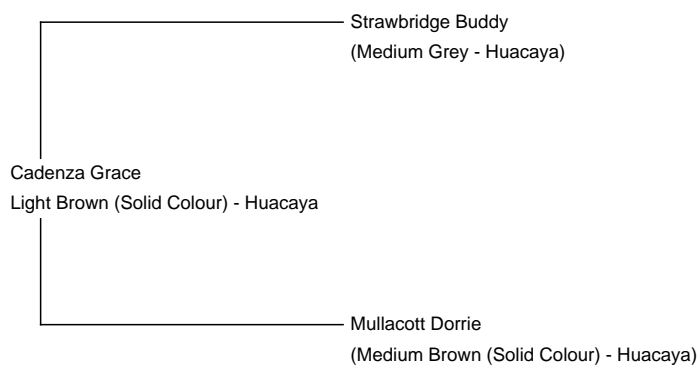 Strawbridge Buddy
(Medium Grey - Huacaya)
Cadenza Grace
Light Brown (Solid Colour) - Huacaya
Mullacott Dorrie
(Medium Brown (Solid Colour) - Huacaya)